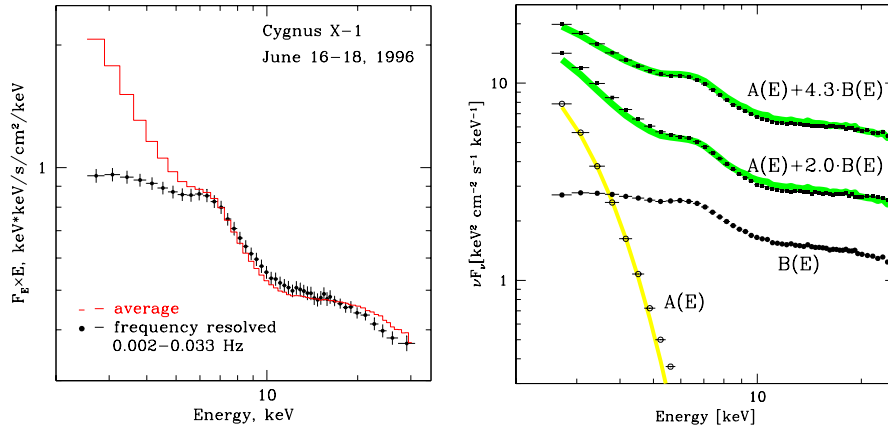 Cygnus X−1
June 16−18, 1996
1
F_E×E, keV*keV/s/cm²/keV
− — average
● — frequency resolved
0.002−0.033 Hz
10
Energy, keV
10
1
νF_ν[keV² cm⁻² s⁻¹ keV⁻¹]
A(E)+4.3·B(E)
A(E)+2.0·B(E)
B(E)
A(E)
10
Energy [keV]